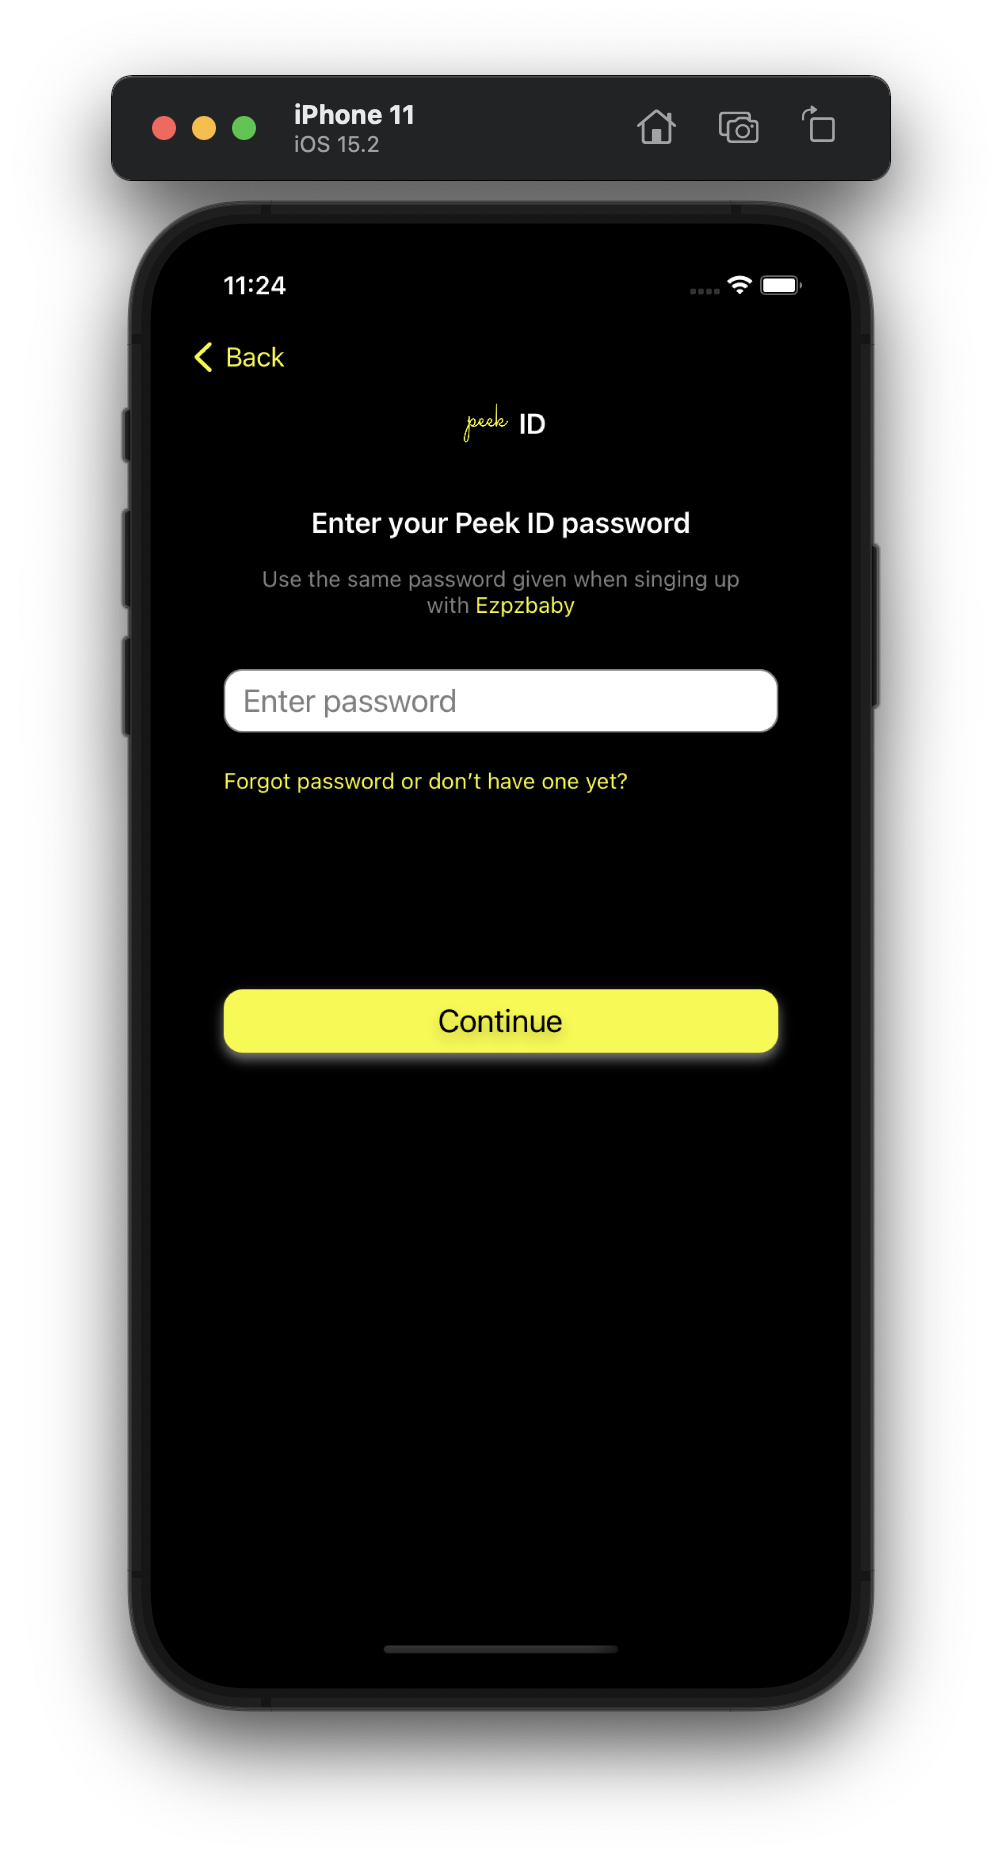 iPhone 11
iOS 15.2
11:24
Back
peek ID
Enter your Peek ID password
Use the same password given when singing up
with Ezpzbaby
Enter password
Forgot password or don’t have one yet?
Continue